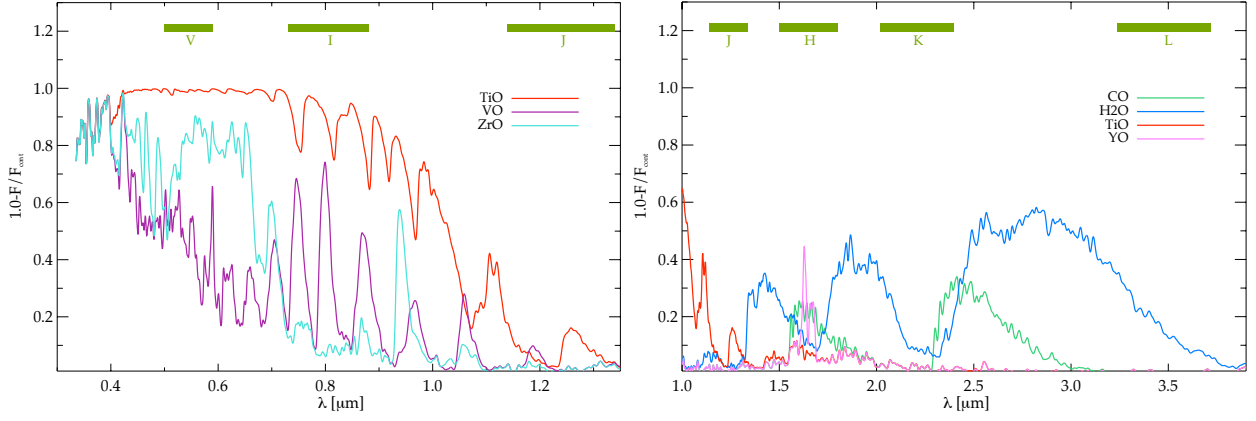 1.2
1.0
0.8
0.6
0.4
0.2
1.0-F / F_cont
V
I
J
TiO
VO
ZrO
0.4
0.6
0.8
1.0
1.2
λ [μm]
1.2
1.0
0.8
0.6
0.4
0.2
1.0-F / F_cont
J
H
K
L
CO
H2O
TiO
YO
1.0
1.5
2.0
2.5
3.0
3.5
λ [μm]